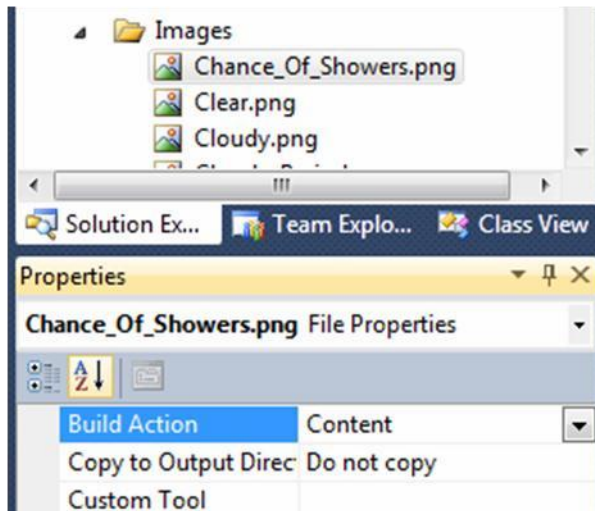 Images
Chance_Of_Showers.png
Clear.png
Cloudy.png
Solution Ex... Team Explo... Class View
Properties
Chance_Of_Showers.png File Properties
Build Action Content
Copy to Output Direc Do not copy
Custom Tool